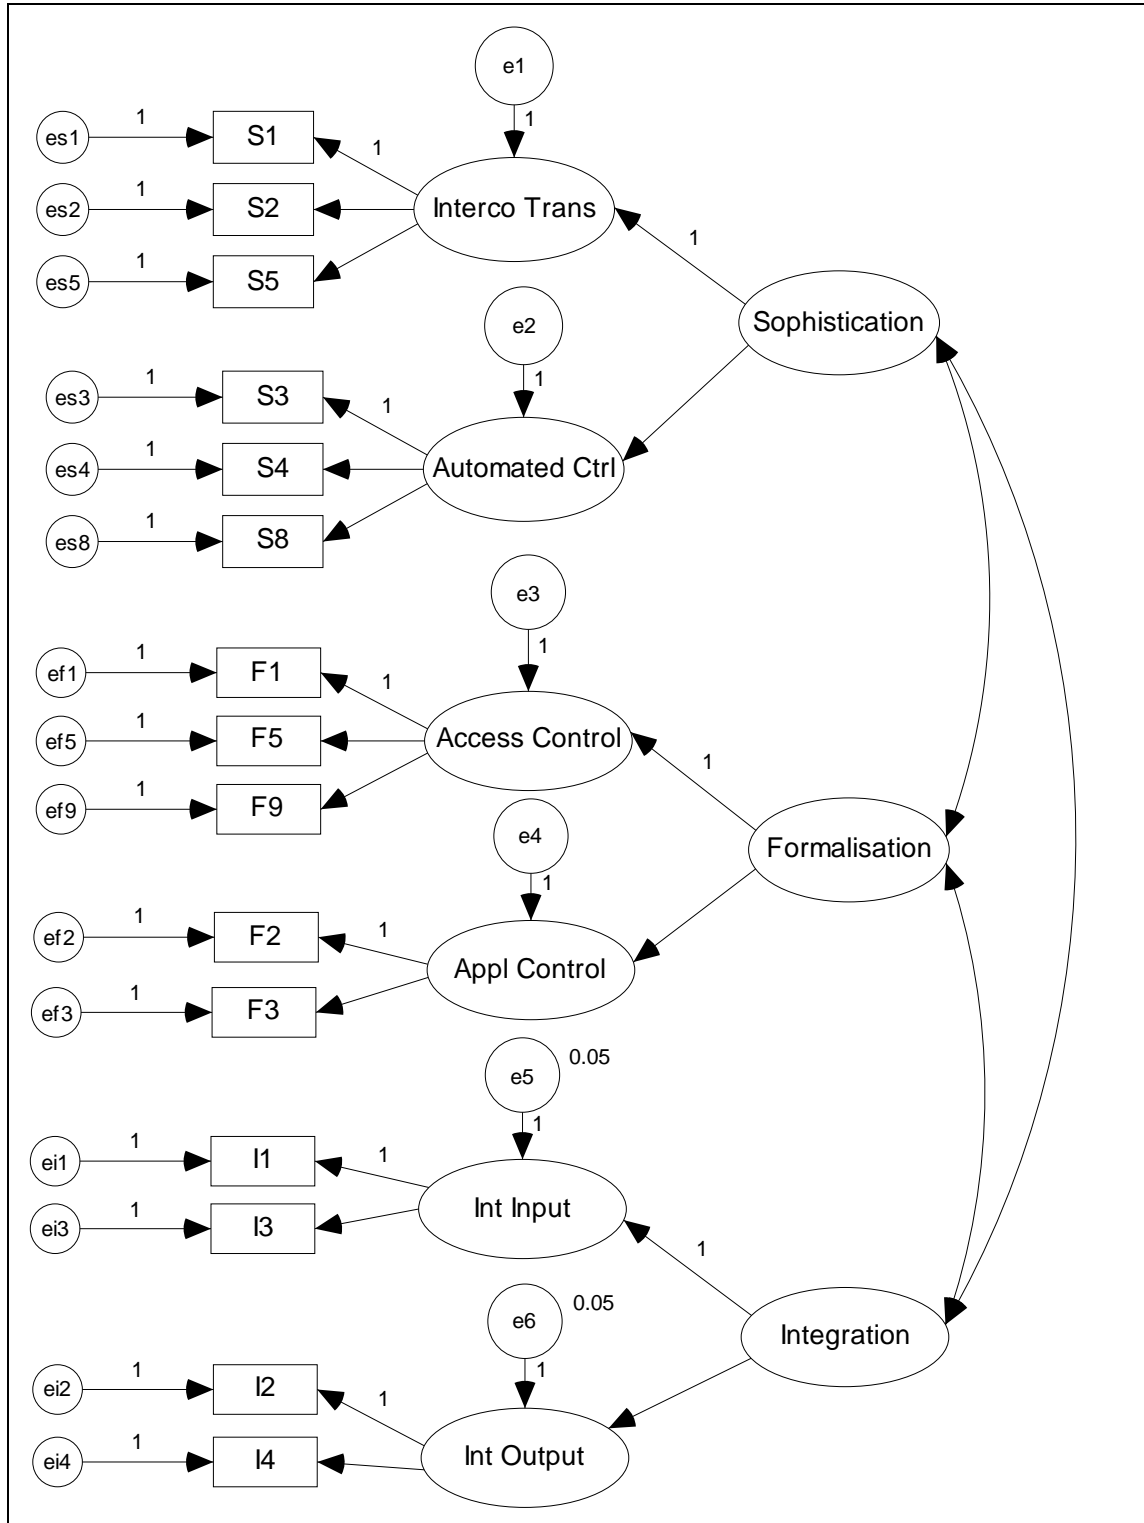 e1
1
es1
1
S1
1
es2
1
S2
Interco Trans
1
es5
1
S5
e2
1
Sophistication
es3
1
S3
1
es4
1
S4
Automated Ctrl
es8
1
S8
e3
1
ef1
1
F1
1
ef5
1
F5
Access Control
1
ef9
1
F9
e4
1
Formalisation
ef2
1
F2
1
Appl Control
ef3
1
F3
e5
0.05
1
ei1
1
I1
1
Int Input
ei3
1
I3
1
e6
0.05
1
Integration
ei2
1
I2
1
ei4
1
I4
Int Output